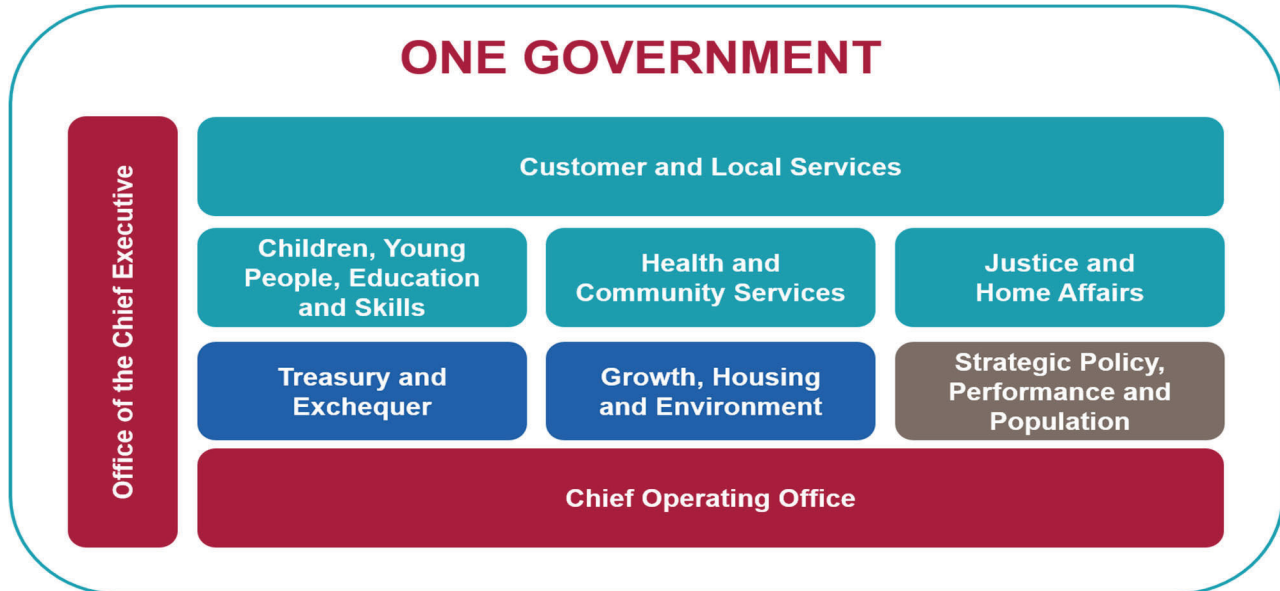 ONE GOVERNMENT
Office of the Chief Executive
Customer and Local Services
Children, Young
People, Education
and Skills
Health and
Community Services
Justice and
Home Affairs
Treasury and
Exchequer
Growth, Housing
and Environment
Strategic Policy,
Performance and
Population
Chief Operating Office